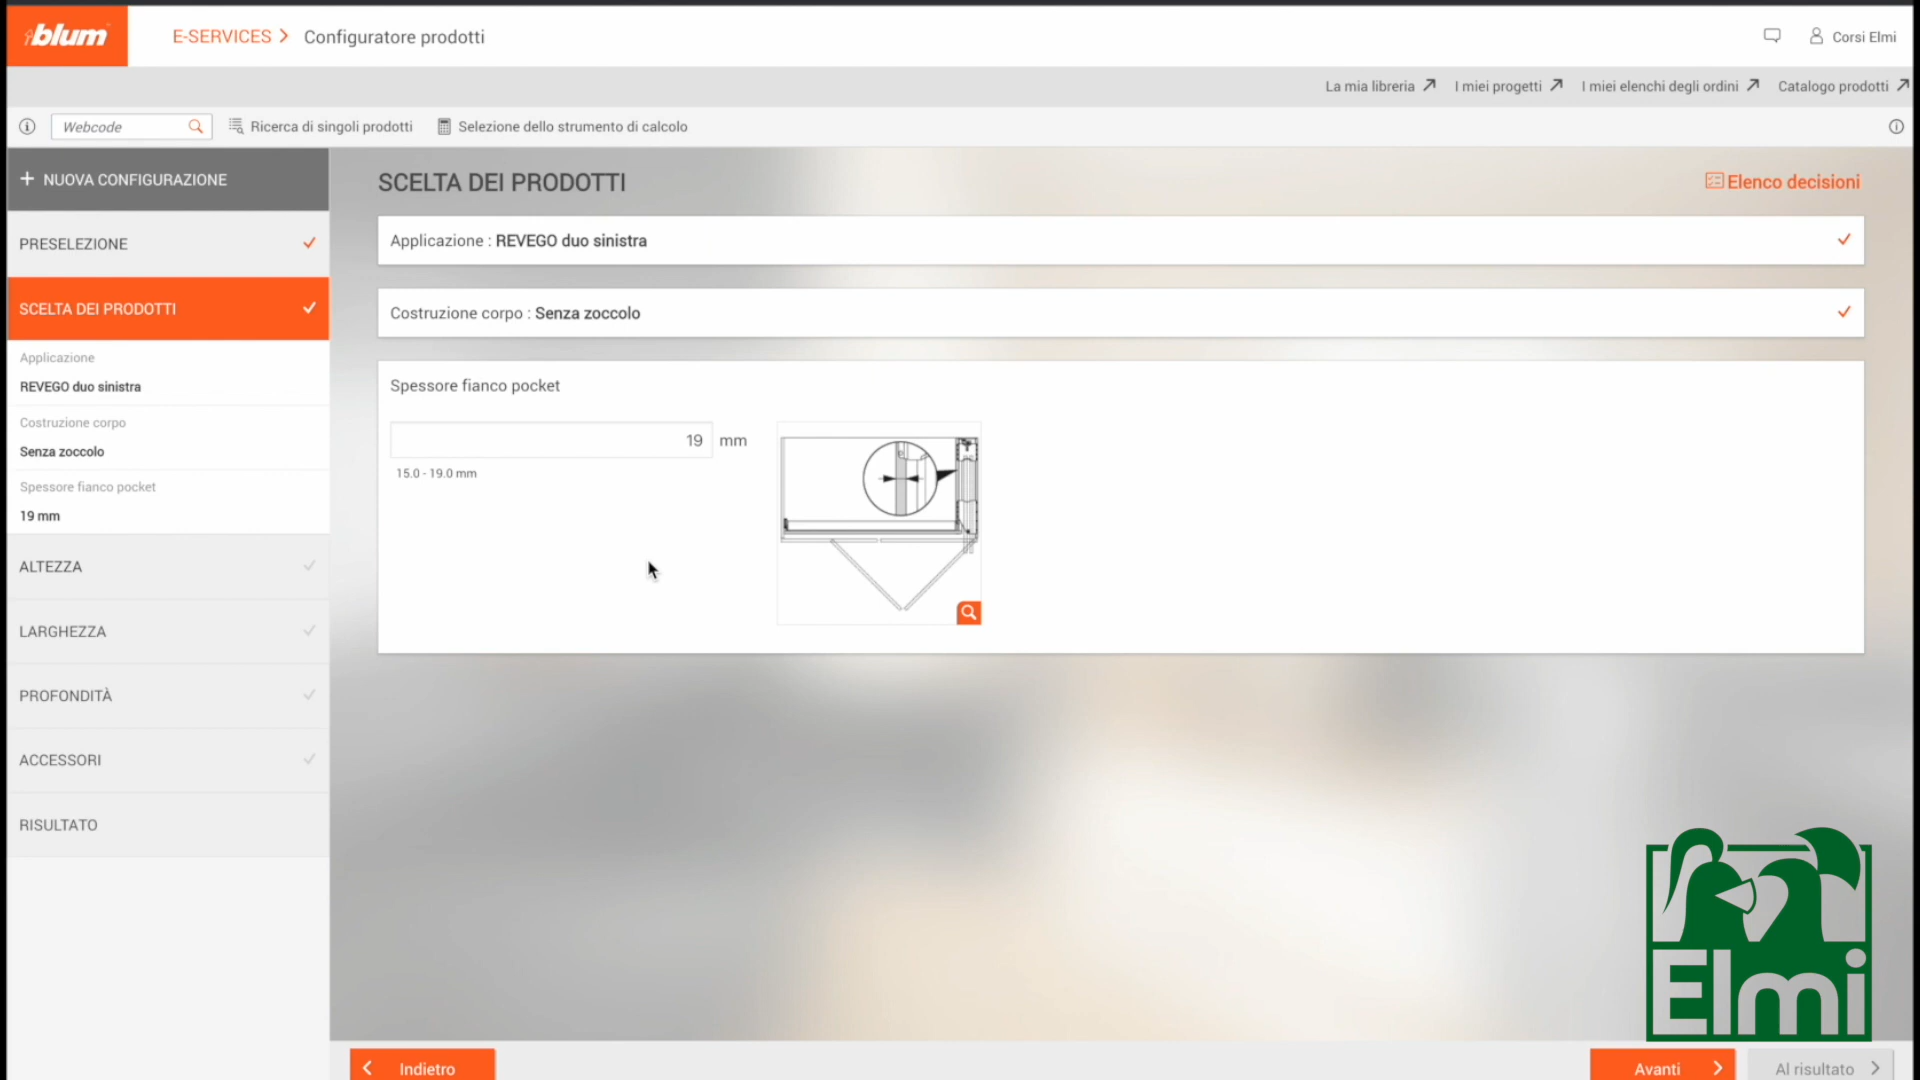 blum
E-SERVICES
Configuratore prodotti
Corsi Elmi
La mia libreria
I miei progetti
I miei elenchi degli ordini
Catalogo prodotti
Webcode
Ricerca di singoli prodotti
Selezione dello strumento di calcolo
NUOVA CONFIGURAZIONE
PRESELEZIONE
SCELTA DEI PRODOTTI
Applicazione
REVEGO duo sinistra
Costruzione corpo
Senza zoccolo
Spessore fianco pocket
19 mm
ALTEZZA
LARGHEZZA
PROFONDITÀ
ACCESSORI
RISULTATO
SCELTA DEI PRODOTTI
Elenco decisioni
Applicazione : REVEGO duo sinistra
Costruzione corpo : Senza zoccolo
Spessore fianco pocket
19 mm
15.0 - 19.0 mm
Elmi
Indietro
Avanti
Al risultato